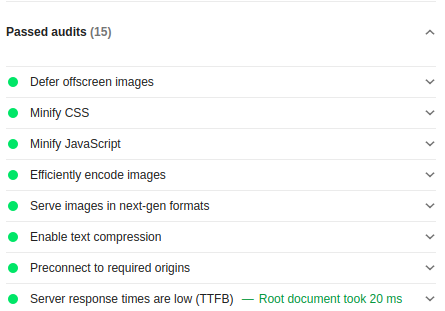 Passed audits (15)
Defer offscreen images
Minify CSS
Minify JavaScript
Efficiently encode images
Serve images in next-gen formats
Enable text compression
Preconnect to required origins
Server response times are low (TTFB) — Root document took 20 ms